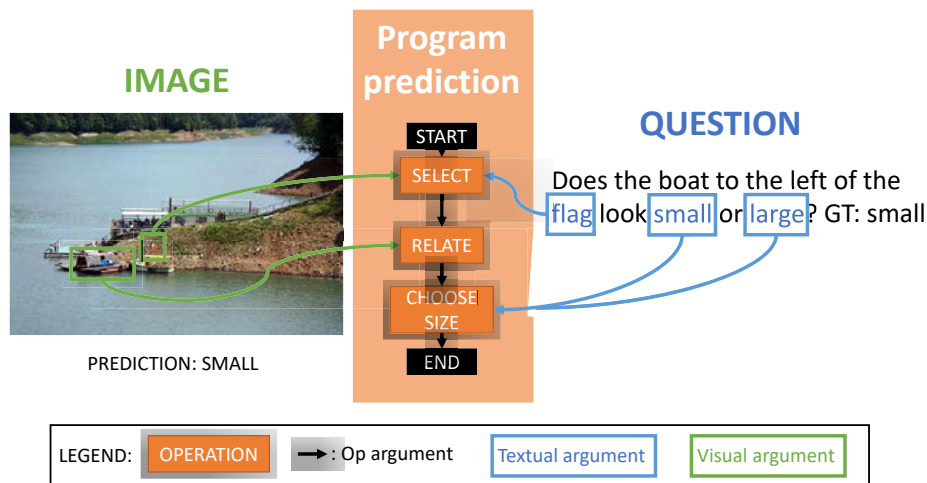 Program
prediction
IMAGE
QUESTION
START
SELECT
RELATE
CHOOSE
SIZE
END
Does the boat to the left of the
flag look small or large? GT: small
PREDICTION: SMALL
LEGEND: OPERATION : Op argument Textual argument Visual argument